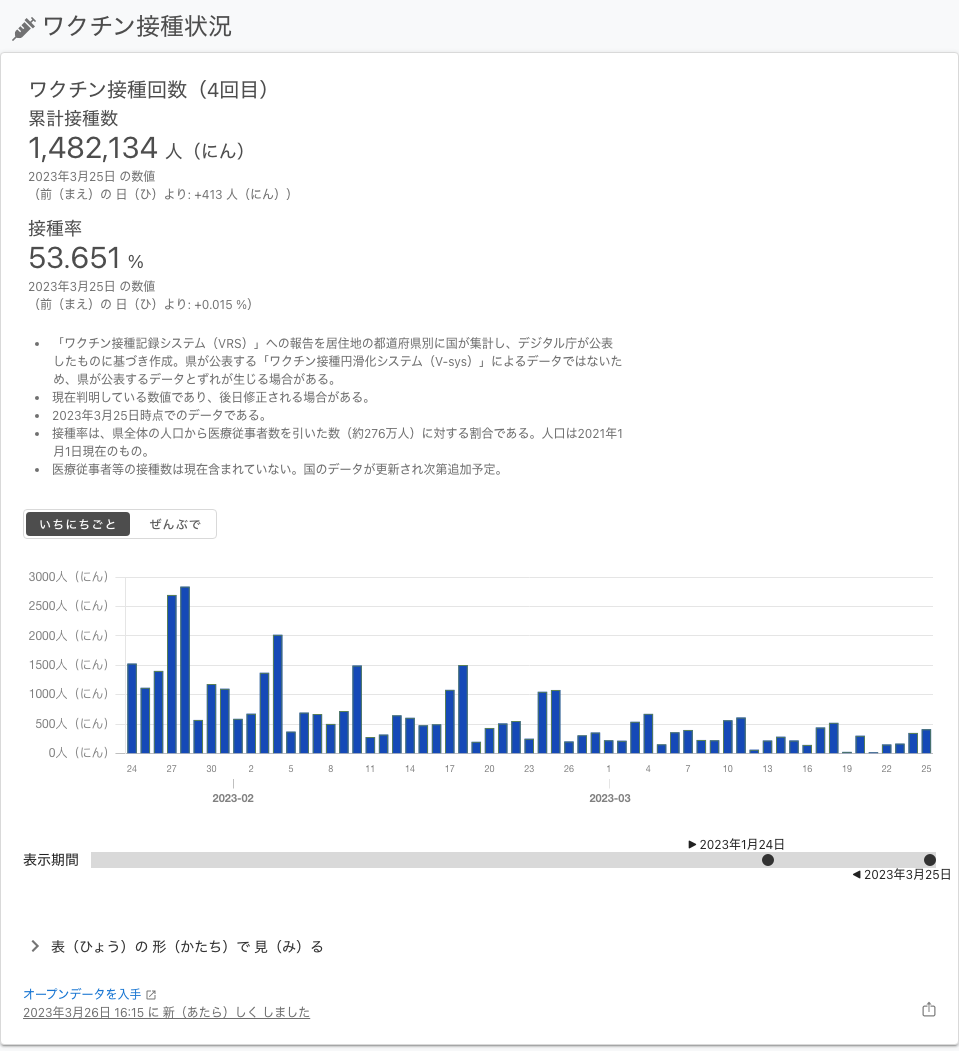 ワクチン接種状況
ワクチン接種回数（4回目）
累計接種数
1,482,134 人（にん）
2023年3月25日 の数値
（前（まえ）の 日（ひ）より: +413 人（にん））
接種率
53.651 %
2023年3月25日 の数値
（前（まえ）の 日（ひ）より: +0.015 %）
• 「ワクチン接種記録システム（VRS）」への報告を居住地の都道府県別に国が集計し、デジタル庁が公表
したものに基づき作成。県が公表する「ワクチン接種円滑化システム（V-sys）」によるデータではないた
め、県が公表するデータとずれが生じる場合がある。
• 現在判明している数値であり、後日修正される場合がある。
• 2023年3月25日時点でのデータである。
• 接種率は、県全体の人口から医療従事者数を引いた数（約276万人）に対する割合である。人口は2021年1
月1日現在のもの。
• 医療従事者等の接種数は現在含まれていない。国のデータが更新され次第追加予定。
いちにちごと ぜんぶで
3000人（にん）
2500人（にん）
2000人（にん）
1500人（にん）
1000人（にん）
500人（にん）
0人（にん）
24 27 30 2 5 8 11 14 17 20 23 26 1 4 7 10 13 16 19 22 25
2023-02 2023-03
▶ 2023年1月24日
表示期間
◀ 2023年3月25日
表（ひょう）の 形（かたち）で 見（み）る
オープンデータを入手
2023年3月26日 16:15 に 新（あたら）しく しました